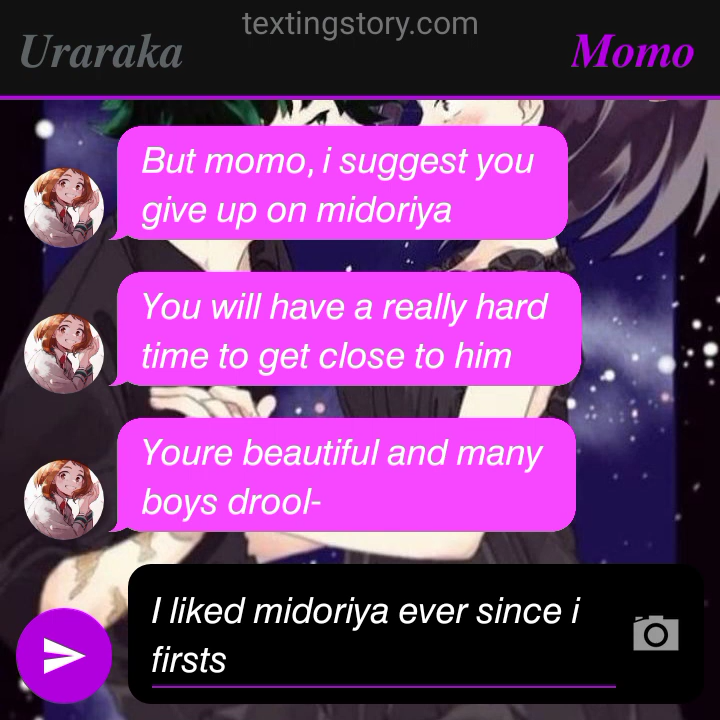 textingstory.com
Uraraka
Momo
But momo, i suggest you
give up on midoriya
You will have a really hard
time to get close to him
Youre beautiful and many
boys drool-
I liked midoriya ever since i
firsts